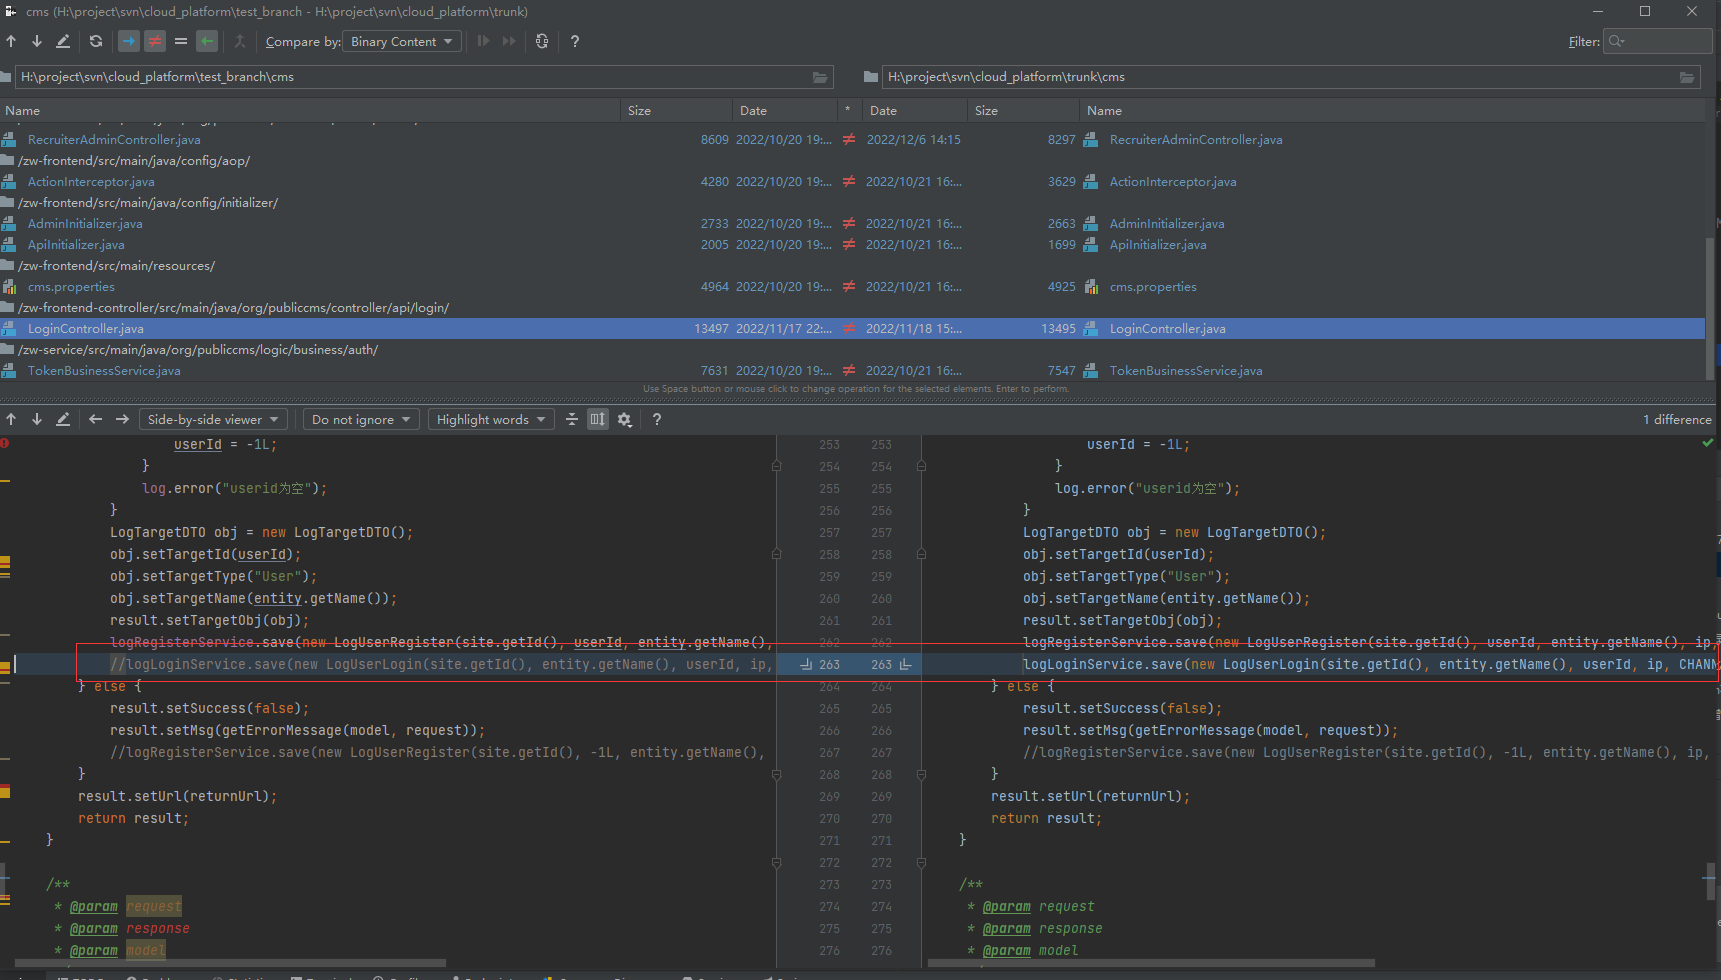 cms (H:\project\svn\cloud_platform\test_branch - H:\project\svn\cloud_platform\trunk)
Compare by: Binary Content ? Filter:
H:\project\svn\cloud_platform\test_branch\cms H:\project\svn\cloud_platform\trunk\cms
Name Size Date * Date Size Name
RecruiterAdminController.java 8609 2022/10/20 19:... ≠ 2022/12/6 14:15 8297 RecruiterAdminController.java
/zw-frontend/src/main/java/config/aop/
ActionInterceptor.java 4280 2022/10/20 19:... ≠ 2022/10/21 16:... 3629 ActionInterceptor.java
/zw-frontend/src/main/java/config/initializer/
AdminInitializer.java 2733 2022/10/20 19:... ≠ 2022/10/21 16:... 2663 AdminInitializer.java
ApiInitializer.java 2005 2022/10/20 19:... ≠ 2022/10/21 16:... 1699 ApiInitializer.java
/zw-frontend/src/main/resources/
cms.properties 4964 2022/10/20 19:... ≠ 2022/10/21 16:... 4925 cms.properties
/zw-frontend-controller/src/main/java/org/publiccms/controller/api/login/
LoginController.java 13497 2022/11/17 22:... ≠ 2022/11/18 15:... 13495 LoginController.java
/zw-service/src/main/java/org/publiccms/logic/business/auth/
TokenBusinessService.java 7631 2022/10/20 19:... ≠ 2022/10/21 16:... 7547 TokenBusinessService.java
Use Space button or mouse click to change operation for the selected elements. Enter to perform.
Side-by-side viewer Do not ignore Highlight words ? 1 difference
userId = -1L; 253 253 userId = -1L;
} 254 254 }
log.error("userid为空"); 255 255 log.error("userid为空");
} 256 256 }
LogTargetDTO obj = new LogTargetDTO(); 257 257 LogTargetDTO obj = new LogTargetDTO();
obj.setTargetId(userId); 258 258 obj.setTargetId(userId);
obj.setTargetType("User"); 259 259 obj.setTargetType("User");
obj.setTargetName(entity.getName()); 260 260 obj.setTargetName(entity.getName());
result.setTargetObj(obj); 261 261 result.setTargetObj(obj);
logRegisterService.save(new LogUserRegister(site.getId(), userId, entity.getName(), 262 262 logRegisterService.save(new LogUserRegister(site.getId(), userId, entity.getName(), ip,
//logLoginService.save(new LogUserLogin(site.getId(), entity.getName(), userId, ip, 263 263 logLoginService.save(new LogUserLogin(site.getId(), entity.getName(), userId, ip, CHANN
} else { 264 264 } else {
result.setSuccess(false); 265 265 result.setSuccess(false);
result.setMsg(getErrorMessage(model, request)); 266 266 result.setMsg(getErrorMessage(model, request));
//logRegisterService.save(new LogUserRegister(site.getId(), -1L, entity.getName(), 267 267 //logRegisterService.save(new LogUserRegister(site.getId(), -1L, entity.getName(), ip,
} 268 268 }
result.setUrl(returnUrl); 269 269 result.setUrl(returnUrl);
return result; 270 270 return result;
} 271 271 }
272 272
/** 273 273 /**
* @param request 274 274 * @param request
* @param response 275 275 * @param response
* @param model 276 276 * @param model